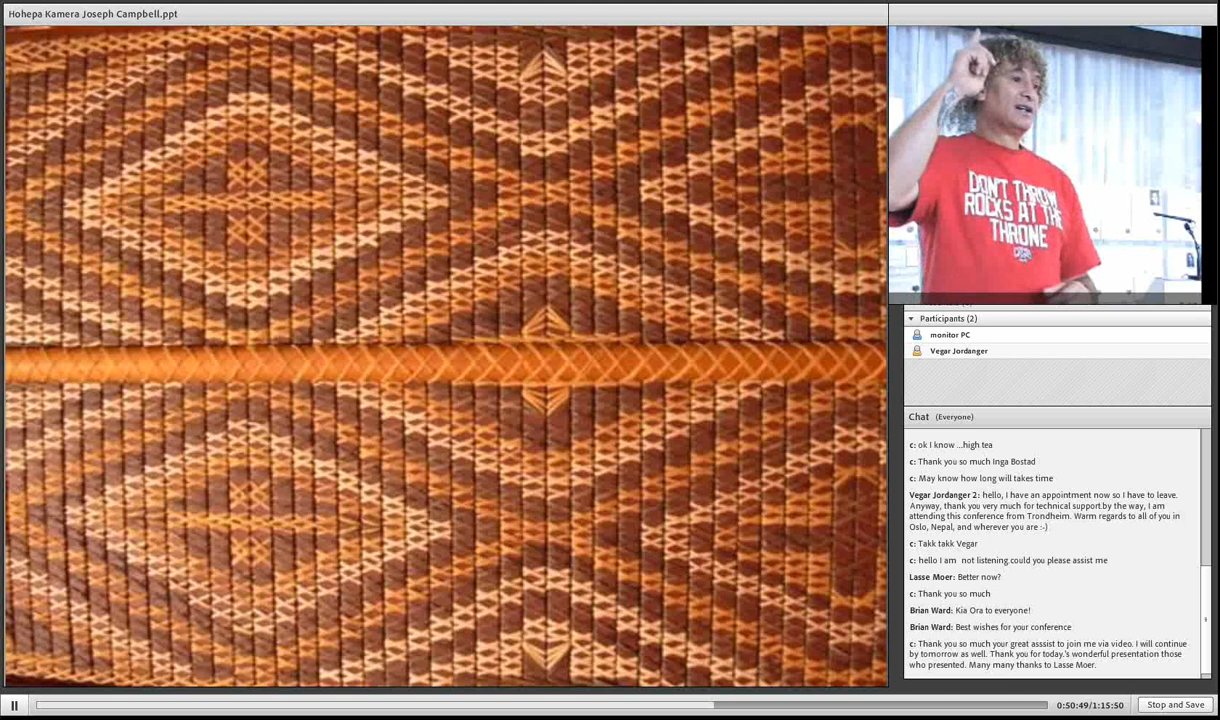 Hohepa Kamera Joseph Campbell.ppt
DON'T THROW
ROCKS AT THE
THRONE
Participants (2)
monitor PC
Vegar Jordanger
Chat (Everyone)
c: ok I know ...high tea
c: Thank you so much Inga Bostad
c: May know how long will takes time
Vegar Jordanger 2: hello, I have an appointment now so I have to leave.
Anyway, thank you very much for technical support.by the way, I am
attending this conference from Trondheim. Warm regards to all of you in
Oslo, Nepal, and wherever you are :-)
c: Takk takk Vegar
c: hello I am not listening.could you please assist me
Lasse Moer: Better now?
c: Thank you so much
Brian Ward: Kia Ora to everyone!
Brian Ward: Best wishes for your conference
c: Thank you so much your great asssist to join me via video. I will continue
by tomorrow as well. Thank you for today.'s wonderful presentation those
who presented. Many many thanks to Lasse Moer.
0:50:49/1:15:50
Stop and Save